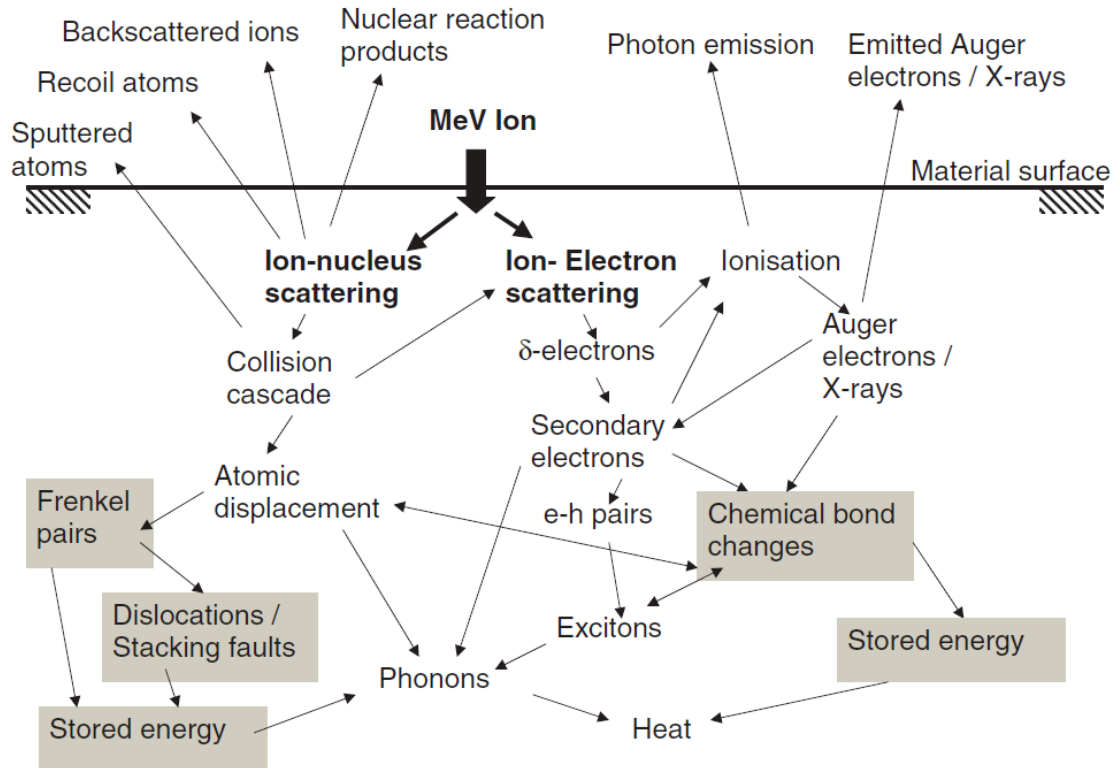 Backscattered ions
Nuclear reaction
products
Photon emission
Emitted Auger
electrons / X-rays
Recoil atoms
Sputtered
atoms
MeV Ion
Material surface
Ion-nucleus
scattering
Ion- Electron
scattering
Ionisation
Collision
cascade
δ-electrons
Auger
electrons /
X-rays
Secondary
electrons
Atomic
displacement
Frenkel
pairs
e-h pairs
Chemical bond
changes
Dislocations /
Stacking faults
Excitons
Stored energy
Phonons
Stored energy
Heat